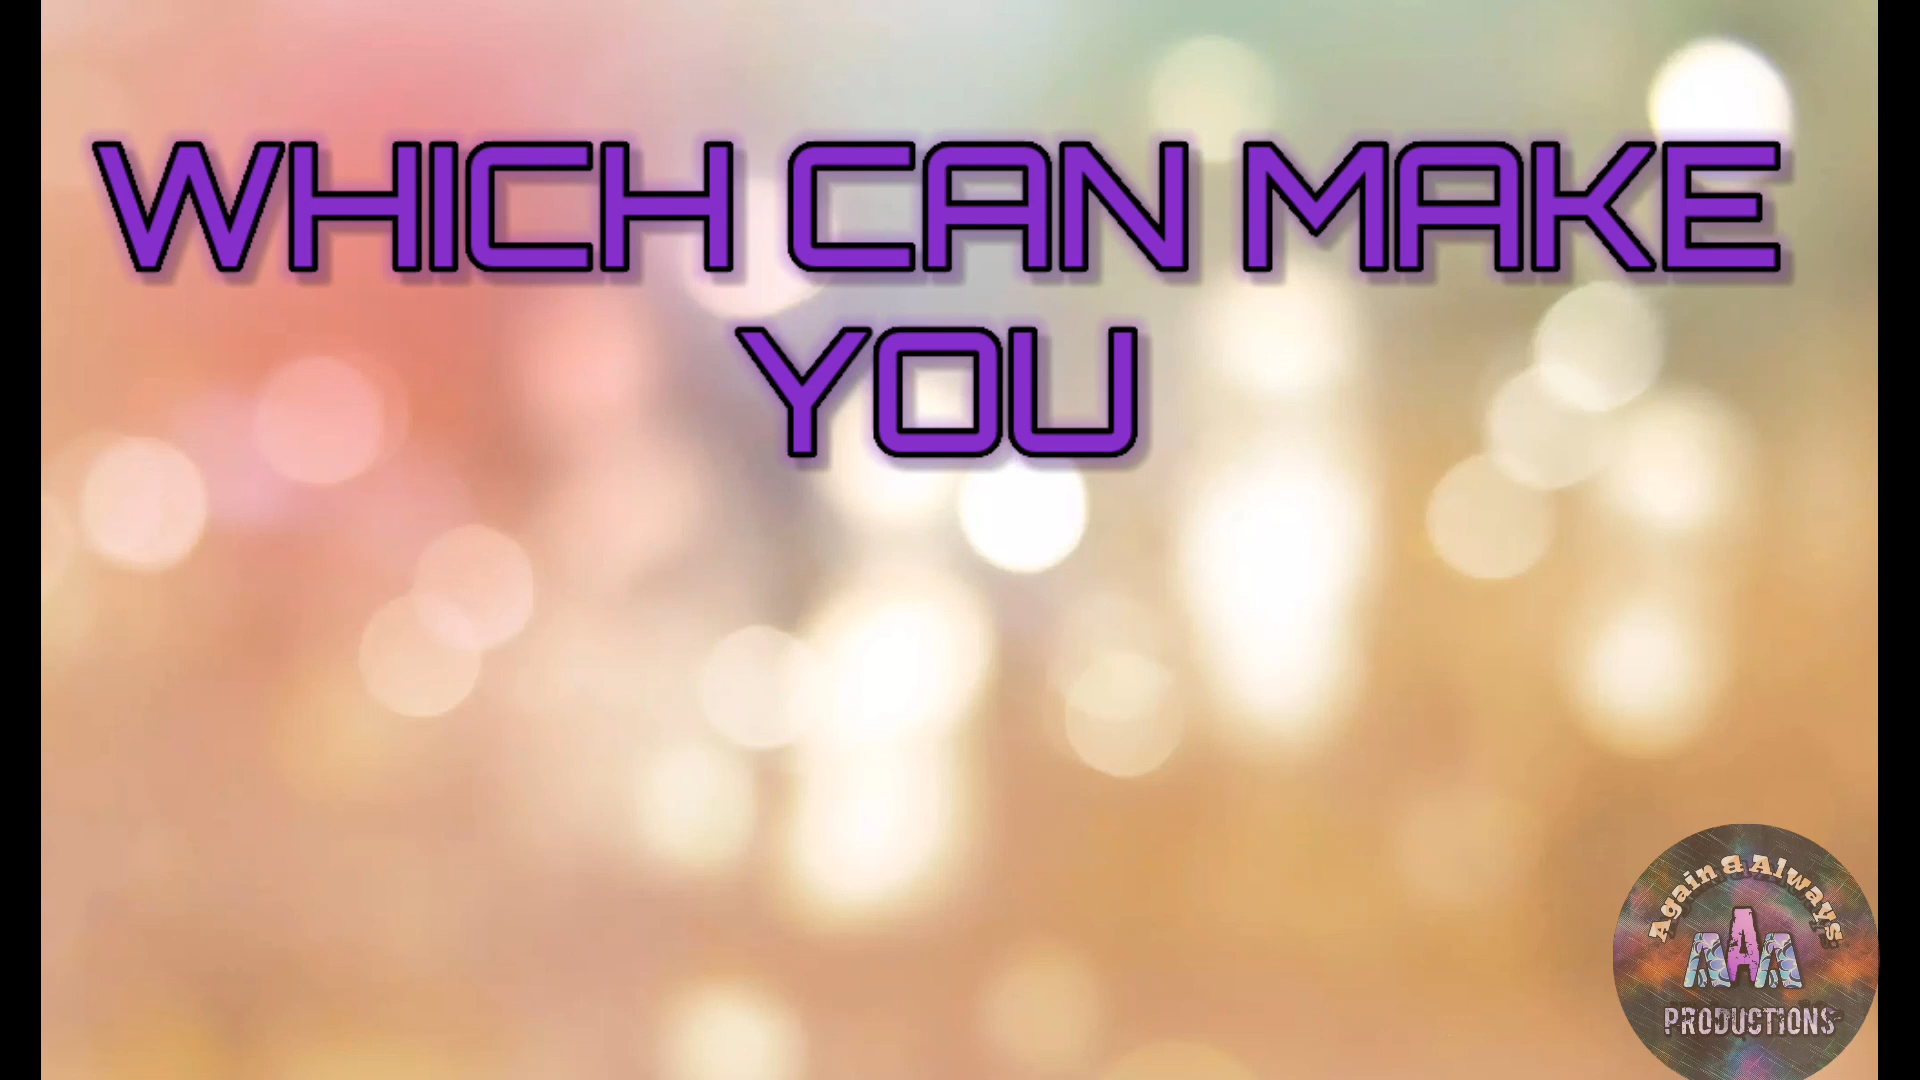 WHICH CAN MAKE
YOU
Again & Always
AAA
PRODUCTIONS